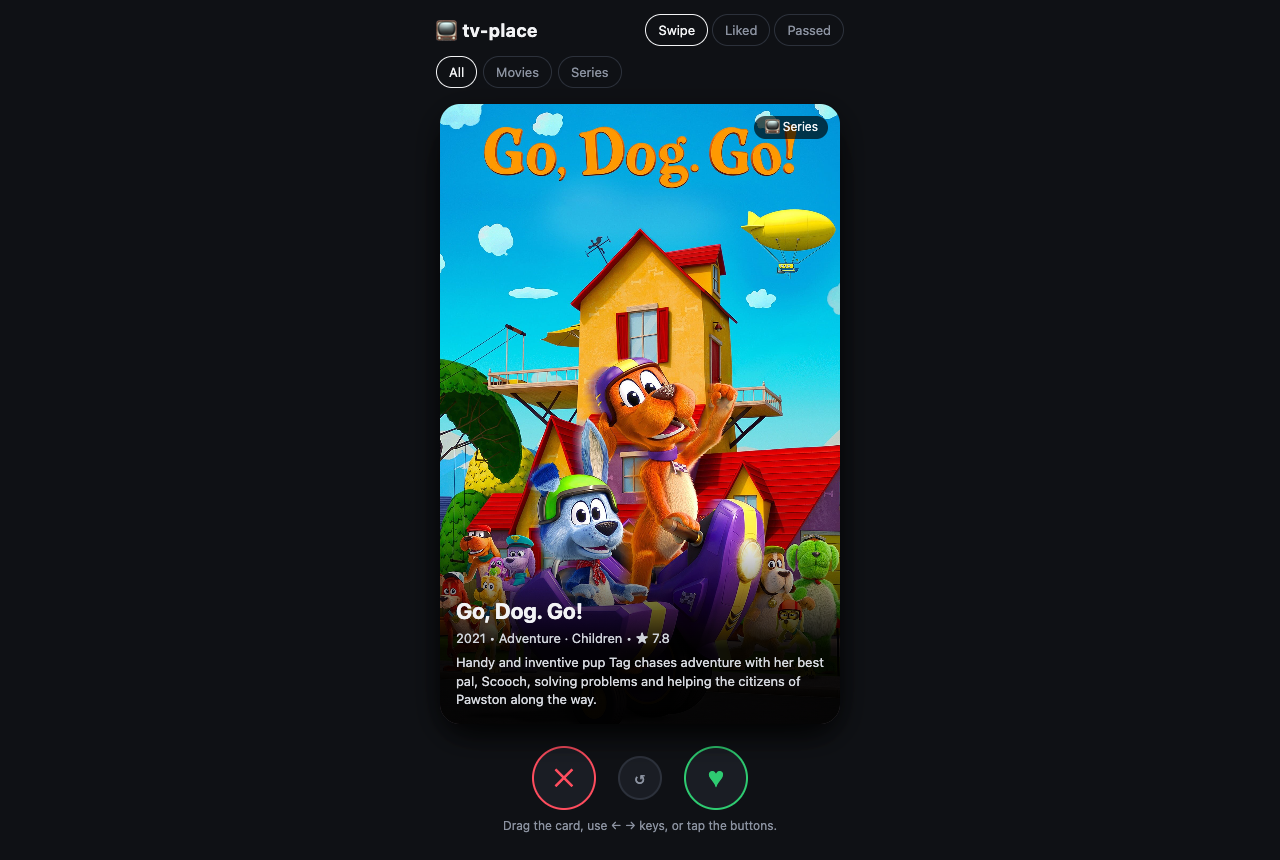 tv-place
Swipe
Liked
Passed
All
Movies
Series
Series
Go, Dog. Go!
Go, Dog. Go!
2021 • Adventure · Children • ★ 7.8
Handy and inventive pup Tag chases adventure with her best
pal, Scooch, solving problems and helping the citizens of
Pawston along the way.
Drag the card, use ← → keys, or tap the buttons.